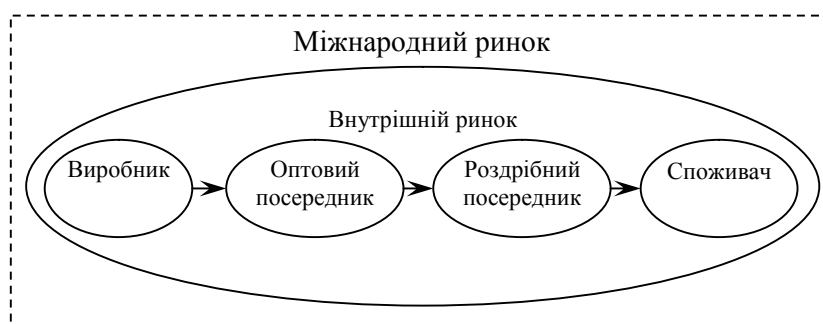 Міжнародний ринок
Внутрішній ринок
Виробник
Оптовий
посередник
Роздрібний
посередник
Споживач